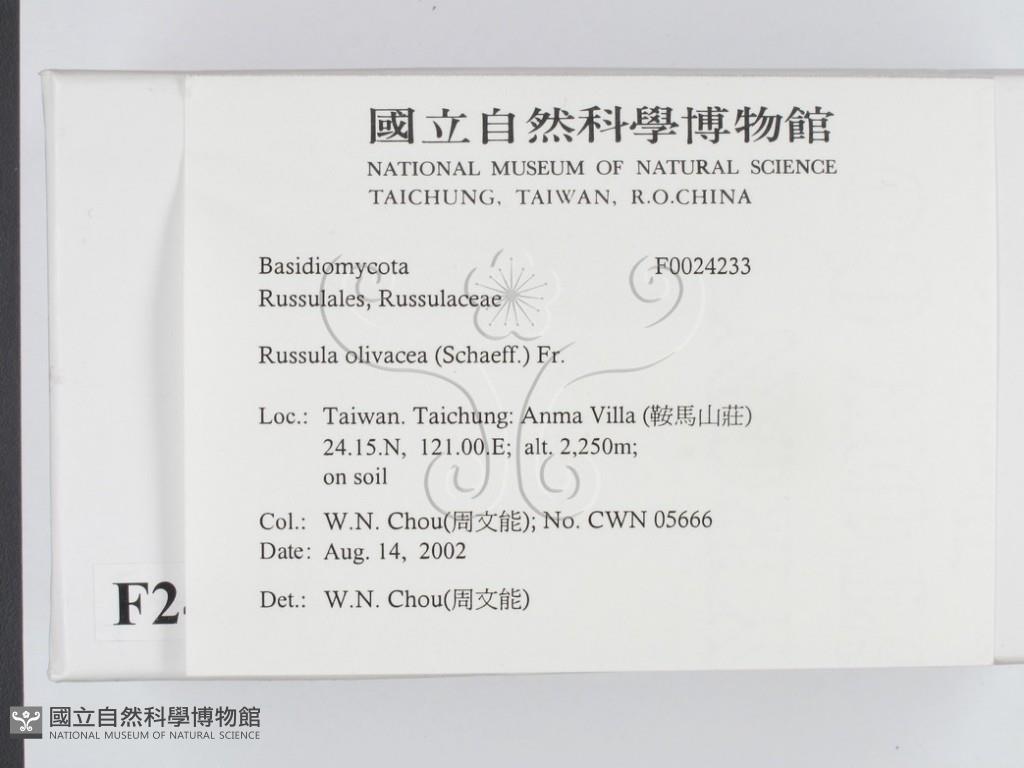 國立自然科學博物館
NATIONAL MUSEUM OF NATURAL SCIENCE
TAICHUNG, TAIWAN, R.O.CHINA
Basidiomycota F0024233
Russulales, Russulaceae
Russula olivacea (Schaeff.) Fr.
Loc.: Taiwan. Taichung: Anma Villa (鞍馬山莊)
24.15.N, 121.00.E; alt. 2,250m;
on soil
Col.: W.N. Chou(周文能); No. CWN 05666
Date: Aug. 14, 2002
Det.: W.N. Chou(周文能)
F2
國立自然科學博物館
NATIONAL MUSEUM OF NATURAL SCIENCE